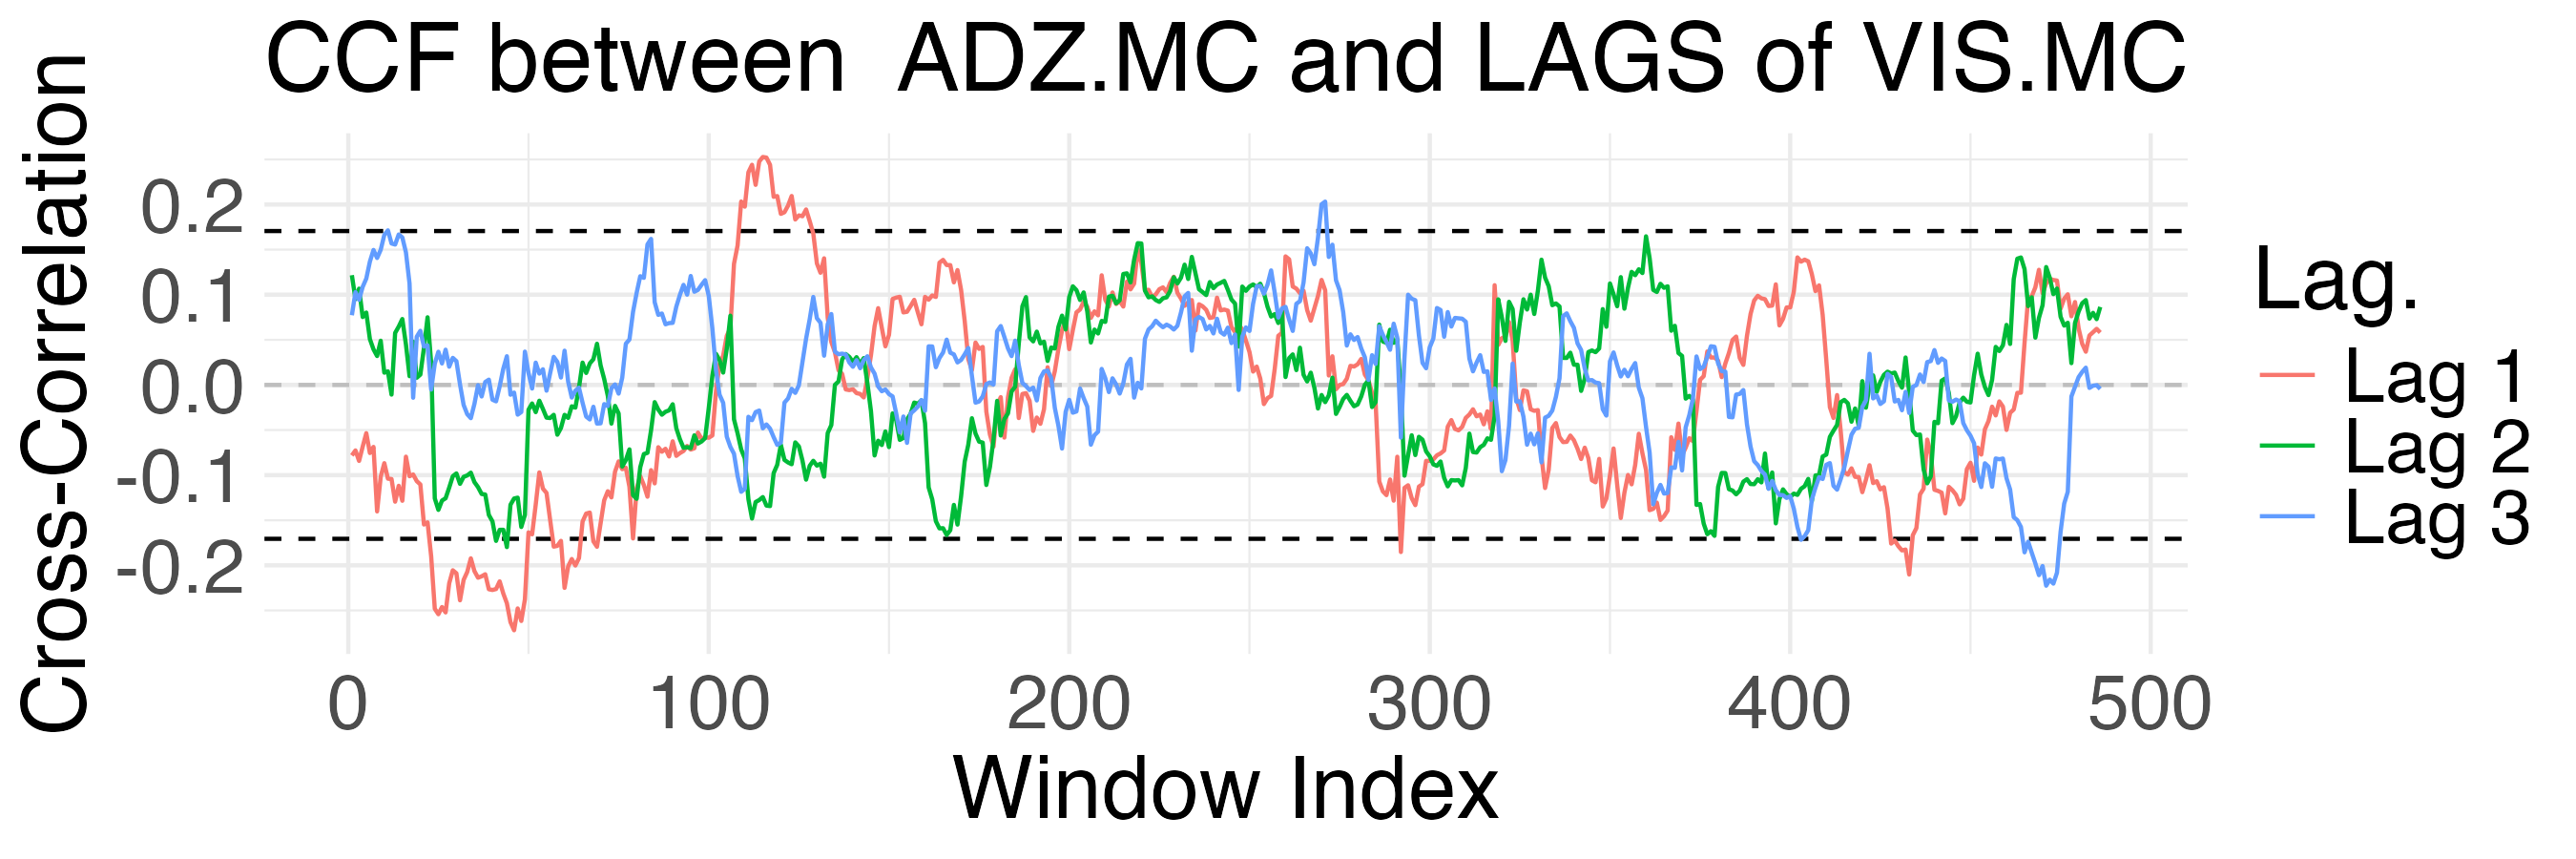 CCF between  ADZ.MC and LAGS of VIS.MC
Cross-Correlation
0.2
0.1
0.0
-0.1
-0.2
0 100 200 300 400 500
Window Index
Lag.
Lag 1
Lag 2
Lag 3